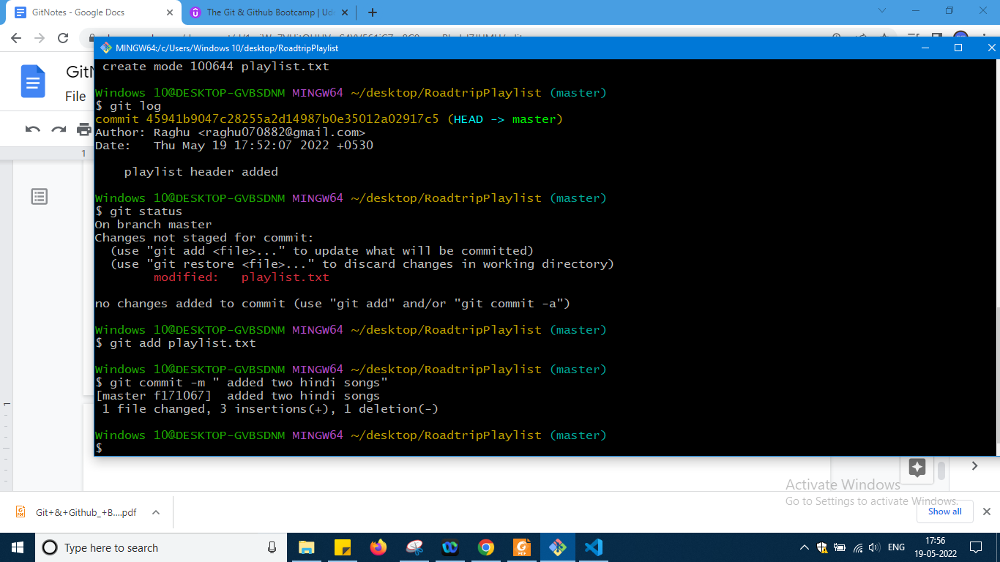 GitNotes - Google Docs
The Git & Github Bootcamp | Ud
MINGW64:/c/Users/Windows 10/desktop/RoadtripPlaylist
File
1
create mode 100644 playlist.txt
Windows 10@DESKTOP-GVBSDNM MINGW64 ~/desktop/RoadtripPlaylist (master)
$ git log
commit 45941b9047c28255a2d14987b0e35012a02917c5 (HEAD -> master)
Author: Raghu <raghu070882@gmail.com>
Date:   Thu May 19 17:52:07 2022 +0530
playlist header added
Windows 10@DESKTOP-GVBSDNM MINGW64 ~/desktop/RoadtripPlaylist (master)
$ git status
On branch master
Changes not staged for commit:
(use "git add <file>..." to update what will be committed)
(use "git restore <file>..." to discard changes in working directory)
modified:   playlist.txt
no changes added to commit (use "git add" and/or "git commit -a")
Windows 10@DESKTOP-GVBSDNM MINGW64 ~/desktop/RoadtripPlaylist (master)
$ git add playlist.txt
Windows 10@DESKTOP-GVBSDNM MINGW64 ~/desktop/RoadtripPlaylist (master)
$ git commit -m " added two hindi songs"
[master f171067]  added two hindi songs
1 file changed, 3 insertions(+), 1 deletion(-)
Windows 10@DESKTOP-GVBSDNM MINGW64 ~/desktop/RoadtripPlaylist (master)
$
1
Activate Windows
Go to Settings to activate Windows.
Git+&+Github_+B....pdf
Show all
Type here to search
ENG
17:56
19-05-2022